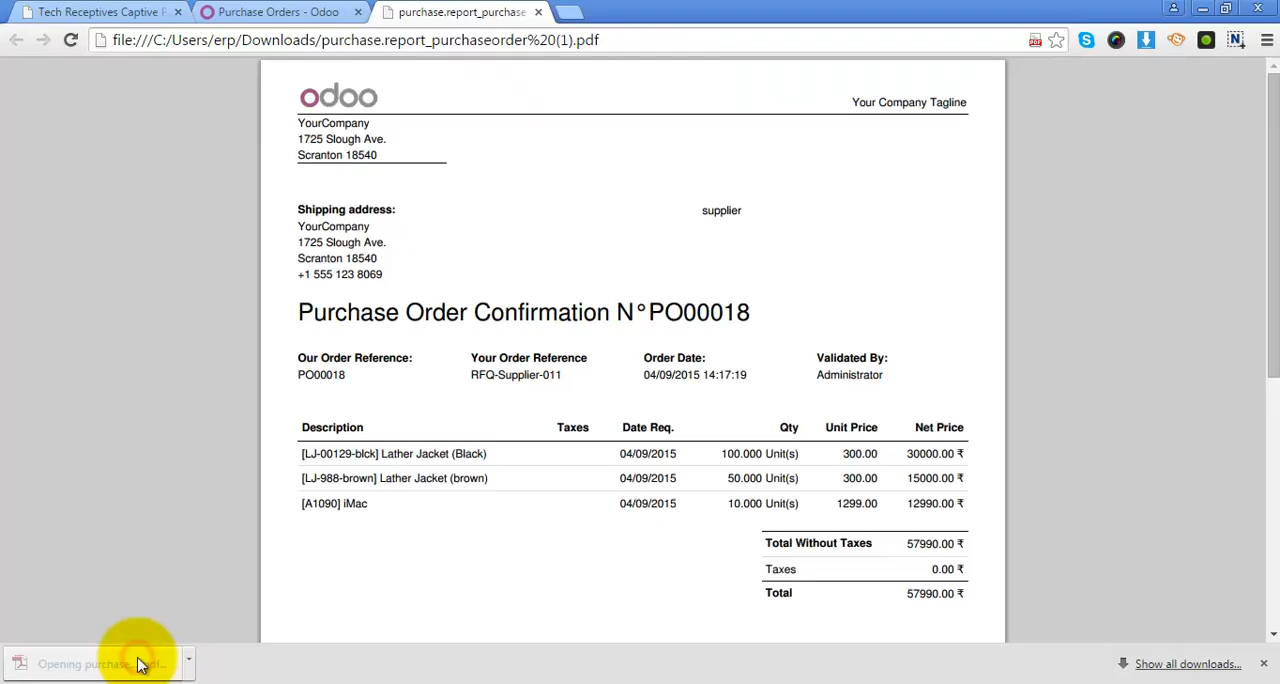 Tech Receptives Captive P
Purchase Orders - Odoo
purchase.report_purchase
file:///C:/Users/erp/Downloads/purchase.report_purchaseorder%20(1).pdf
odoo
Your Company Tagline
YourCompany
1725 Slough Ave.
Scranton 18540
Shipping address:
supplier
YourCompany
1725 Slough Ave.
Scranton 18540
+1 555 123 8069
Purchase Order Confirmation N°PO00018
Our Order Reference: Your Order Reference Order Date: Validated By:
PO00018 RFQ-Supplier-011 04/09/2015 14:17:19 Administrator
Description Taxes Date Req. Qty Unit Price Net Price
[LJ-00129-blck] Lather Jacket (Black) 04/09/2015 100.000 Unit(s) 300.00 30000.00 ₹
[LJ-988-brown] Lather Jacket (brown) 04/09/2015 50.000 Unit(s) 300.00 15000.00 ₹
[A1090] iMac 04/09/2015 10.000 Unit(s) 1299.00 12990.00 ₹
Total Without Taxes 57990.00 ₹
Taxes 0.00 ₹
Total 57990.00 ₹
Opening purchase....pdf...
Show all downloads...